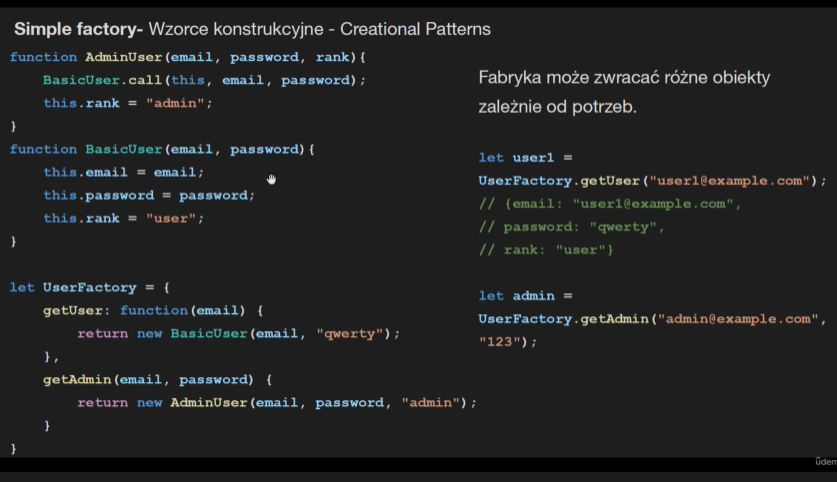 Simple factory- Wzorce konstrukcyjne - Creational Patterns
function AdminUser(email, password, rank){
    BasicUser.call(this, email, password);
    this.rank = "admin";
}
function BasicUser(email, password){
    this.email = email;
    this.password = password;
    this.rank = "user";
}
let UserFactory = {
    getUser: function(email) {
        return new BasicUser(email, "qwerty");
    },
    getAdmin(email, password) {
        return new AdminUser(email, password, "admin");
    }
}
Fabryka może zwracać różne obiekty
zależnie od potrzeb.
let user1 =
UserFactory.getUser("user1@example.com");
// {email: "user1@example.com",
// password: "qwerty",
// rank: "user"}
let admin =
UserFactory.getAdmin("admin@example.com",
"123");